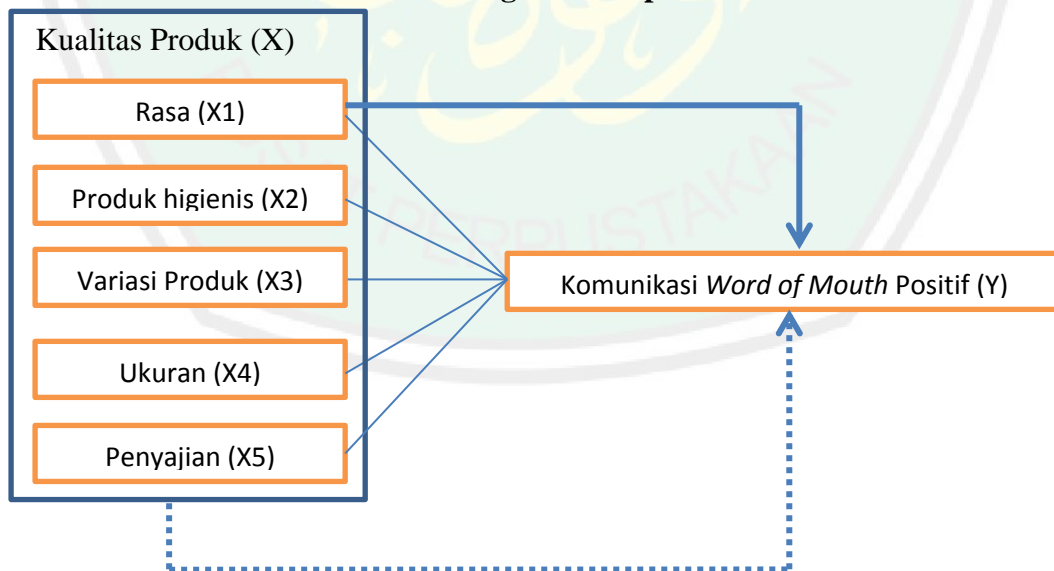 Kualitas Produk (X)
Rasa (X1)
Produk higienis (X2)
Variasi Produk (X3)
Ukuran (X4)
Penyajian (X5)
Komunikasi Word of Mouth Positif (Y)
PERPUSTAKAAN